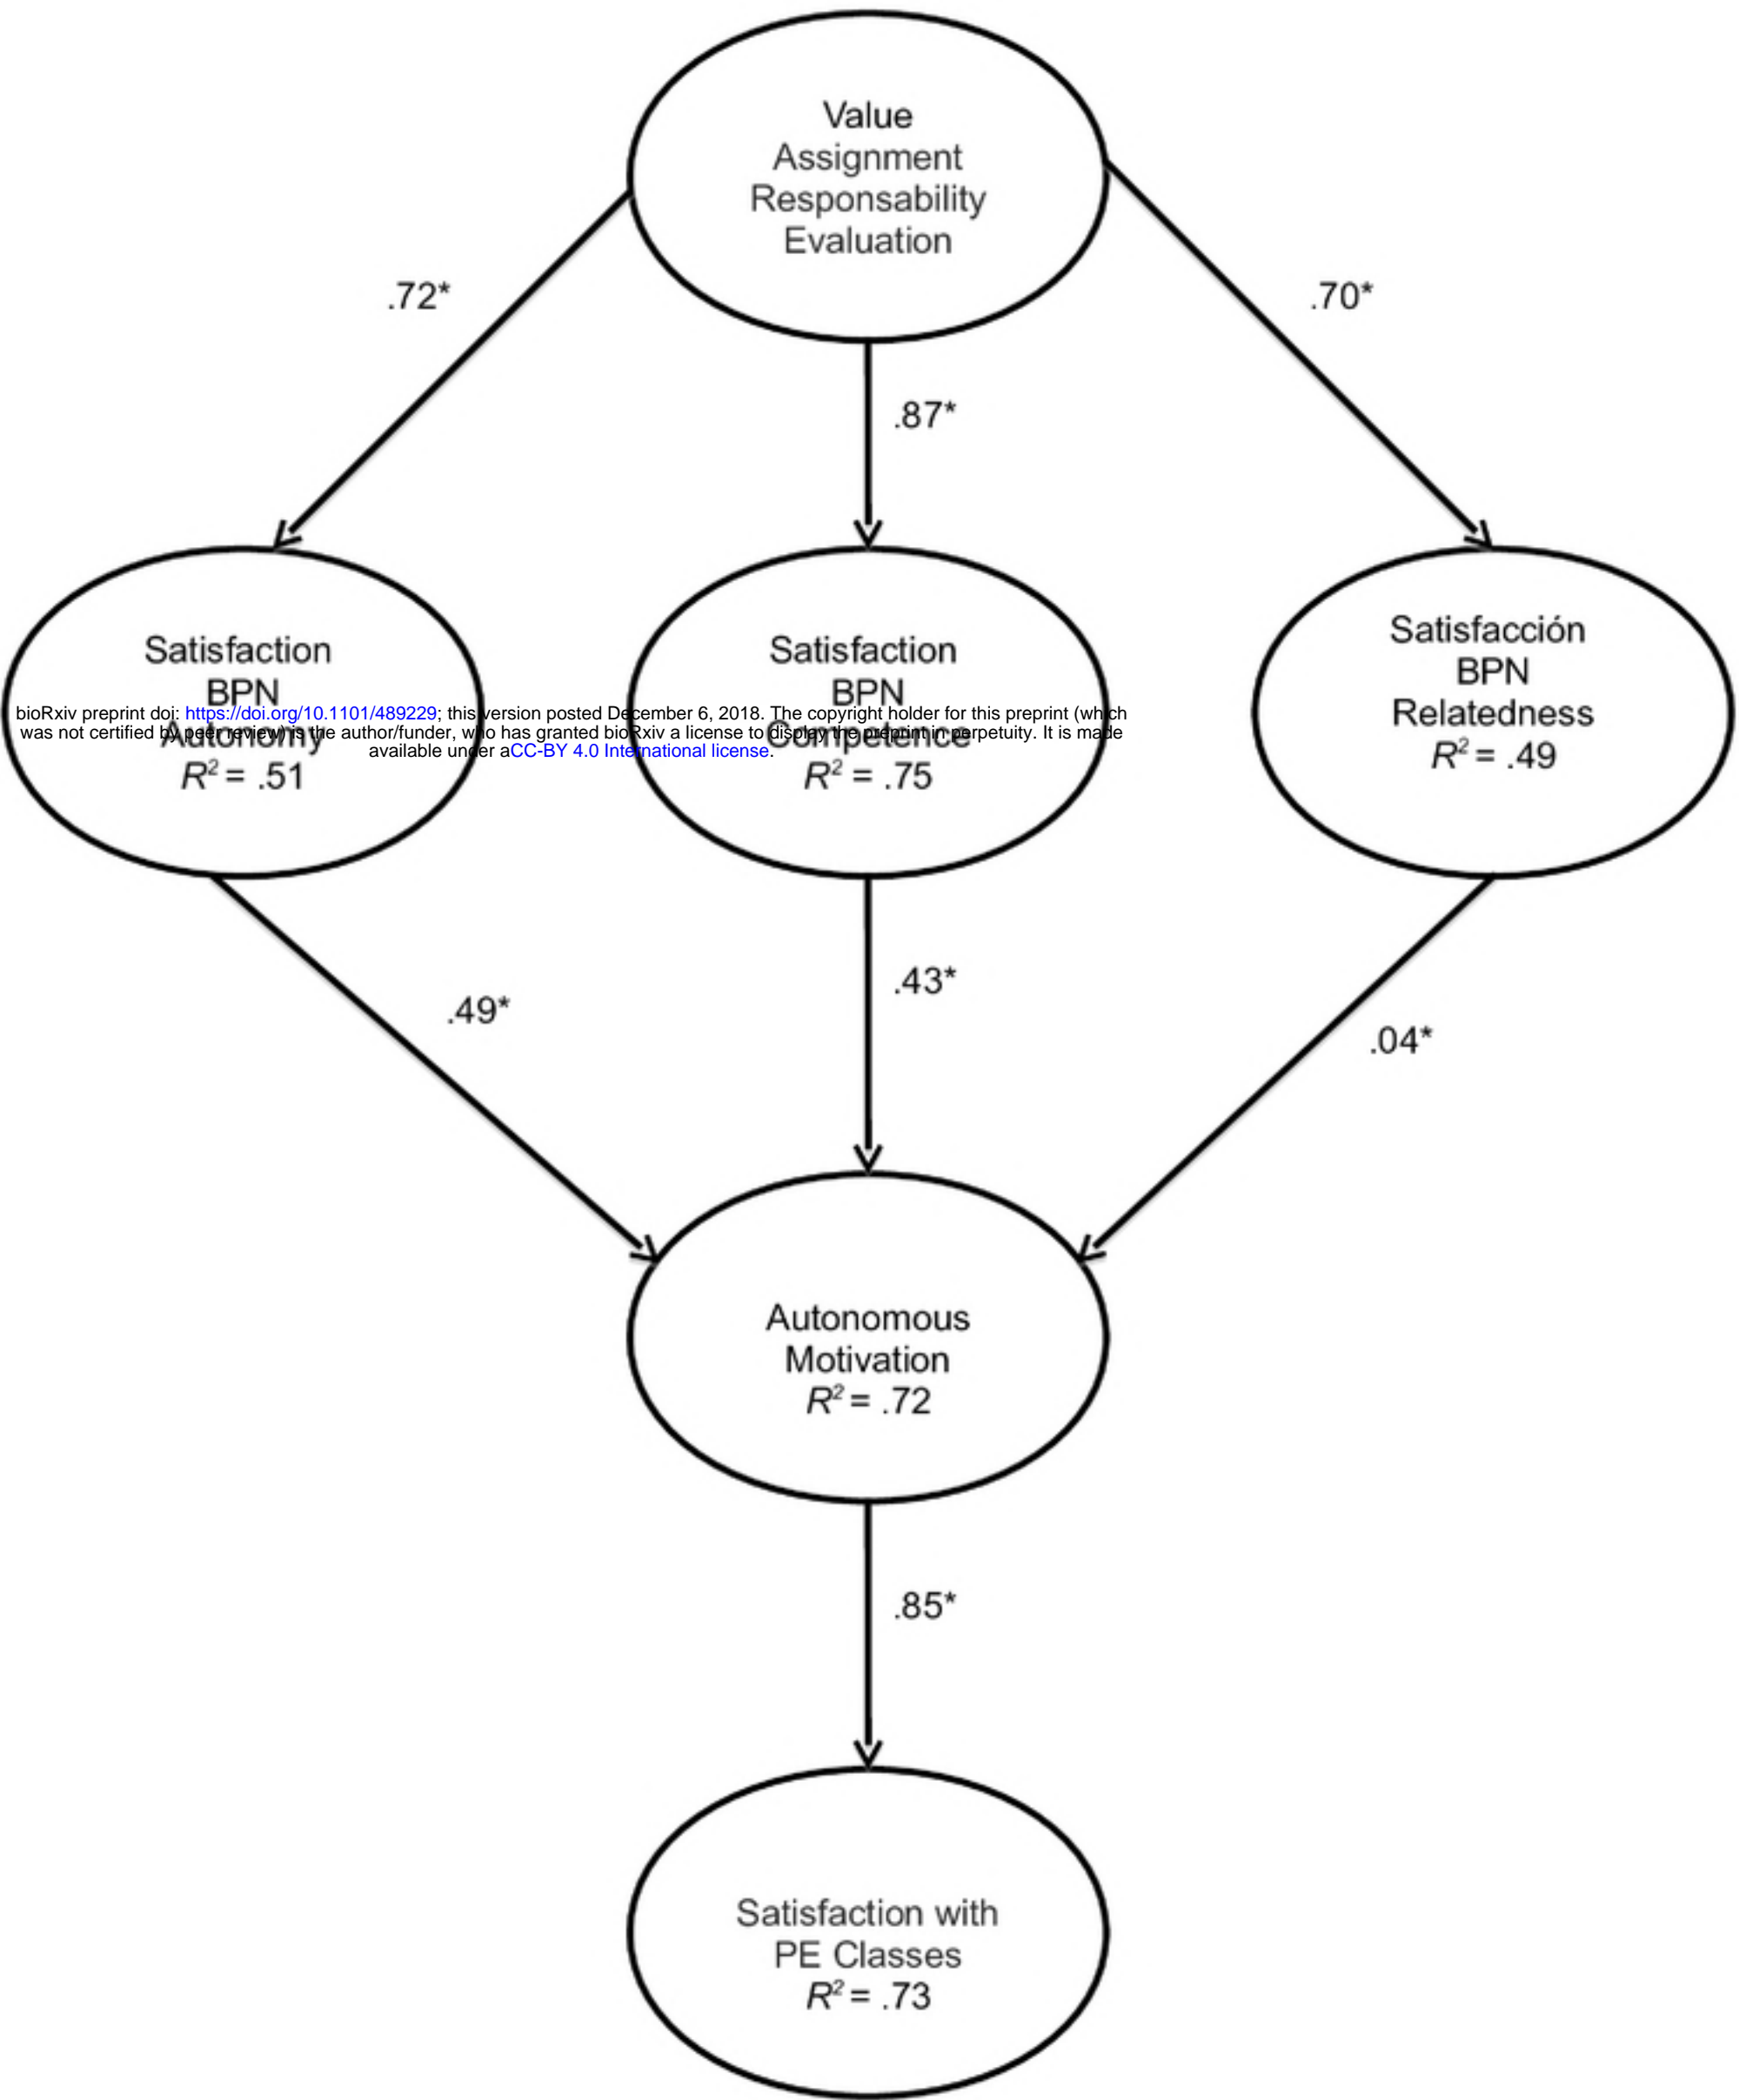 Value
Assignment
Responsability
Evaluation
.72*
.70*
.87*
Satisfaction
BPN
Autonomy
R² = .51
Satisfaction
BPN
Competence
R² = .75
Satisfacción
BPN
Relatedness
R² = .49
bioRxiv preprint doi: https://doi.org/10.1101/489229; this version posted December 6, 2018. The copyright holder for this preprint (which
was not certified by peer review) is the author/funder, who has granted bioRxiv a license to display the preprint in perpetuity. It is made
available under aCC-BY 4.0 International license.
.49*
.43*
.04*
Autonomous
Motivation
R² = .72
.85*
Satisfaction with
PE Classes
R² = .73